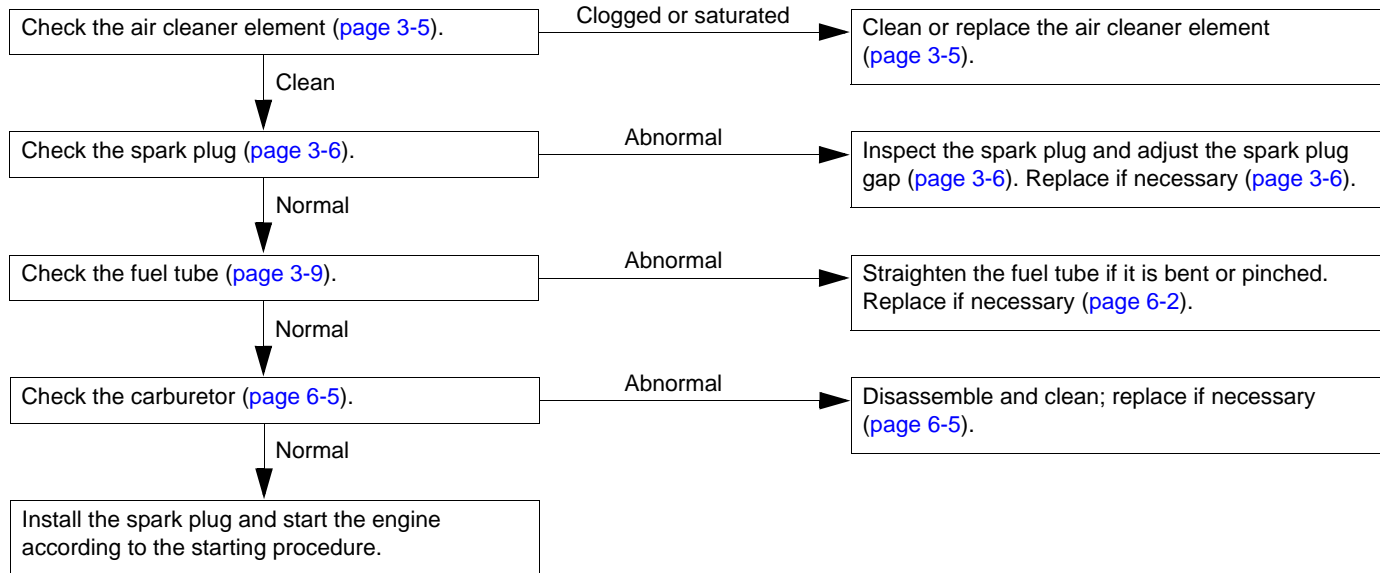 Check the air cleaner element (page 3-5).
Clogged or saturated
Clean or replace the air cleaner element
(page 3-5).
Clean
Check the spark plug (page 3-6).
Abnormal
Inspect the spark plug and adjust the spark plug
gap (page 3-6). Replace if necessary (page 3-6).
Normal
Check the fuel tube (page 3-9).
Abnormal
Straighten the fuel tube if it is bent or pinched.
Replace if necessary (page 6-2).
Normal
Check the carburetor (page 6-5).
Abnormal
Disassemble and clean; replace if necessary
(page 6-5).
Normal
Install the spark plug and start the engine
according to the starting procedure.